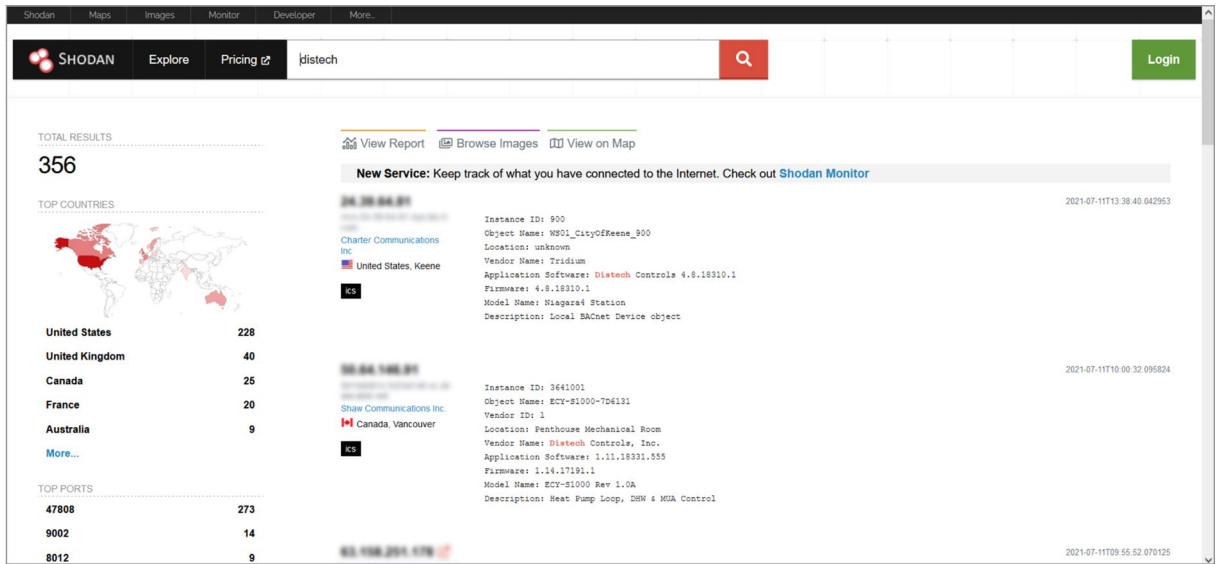 Shodan Maps Images Monitor Developer More...
SHODAN Explore Pricing distech Login
TOTAL RESULTS
356
TOP COUNTRIES
United States 228
United Kingdom 40
Canada 25
France 20
Australia 9
More...
TOP PORTS
47808 273
9002 14
8012 9
View Report Browse Images View on Map
New Service: Keep track of what you have connected to the Internet. Check out Shodan Monitor
2021-07-11T13:38:40.042953
Charter Communications
Inc
United States, Keene
ics
Instance ID: 900
Object Name: WS01_CityOfKeene_900
Location: unknown
Vendor Name: Tridium
Application Software: Distech Controls 4.8.18310.1
Firmware: 4.8.18310.1
Model Name: Niagara4 Station
Description: Local BACnet Device object
2021-07-11T10:00:32.095824
Shaw Communications Inc.
Canada, Vancouver
ics
Instance ID: 3641001
Object Name: ECY-S1000-7D6131
Vendor ID: 1
Location: Penthouse Mechanical Room
Vendor Name: Distech Controls, Inc.
Application Software: 1.11.18331.555
Firmware: 1.14.17191.1
Model Name: ECY-S1000 Rev 1.0A
Description: Heat Pump Loop, DHW & MUA Control
2021-07-11T09:55:52.070125